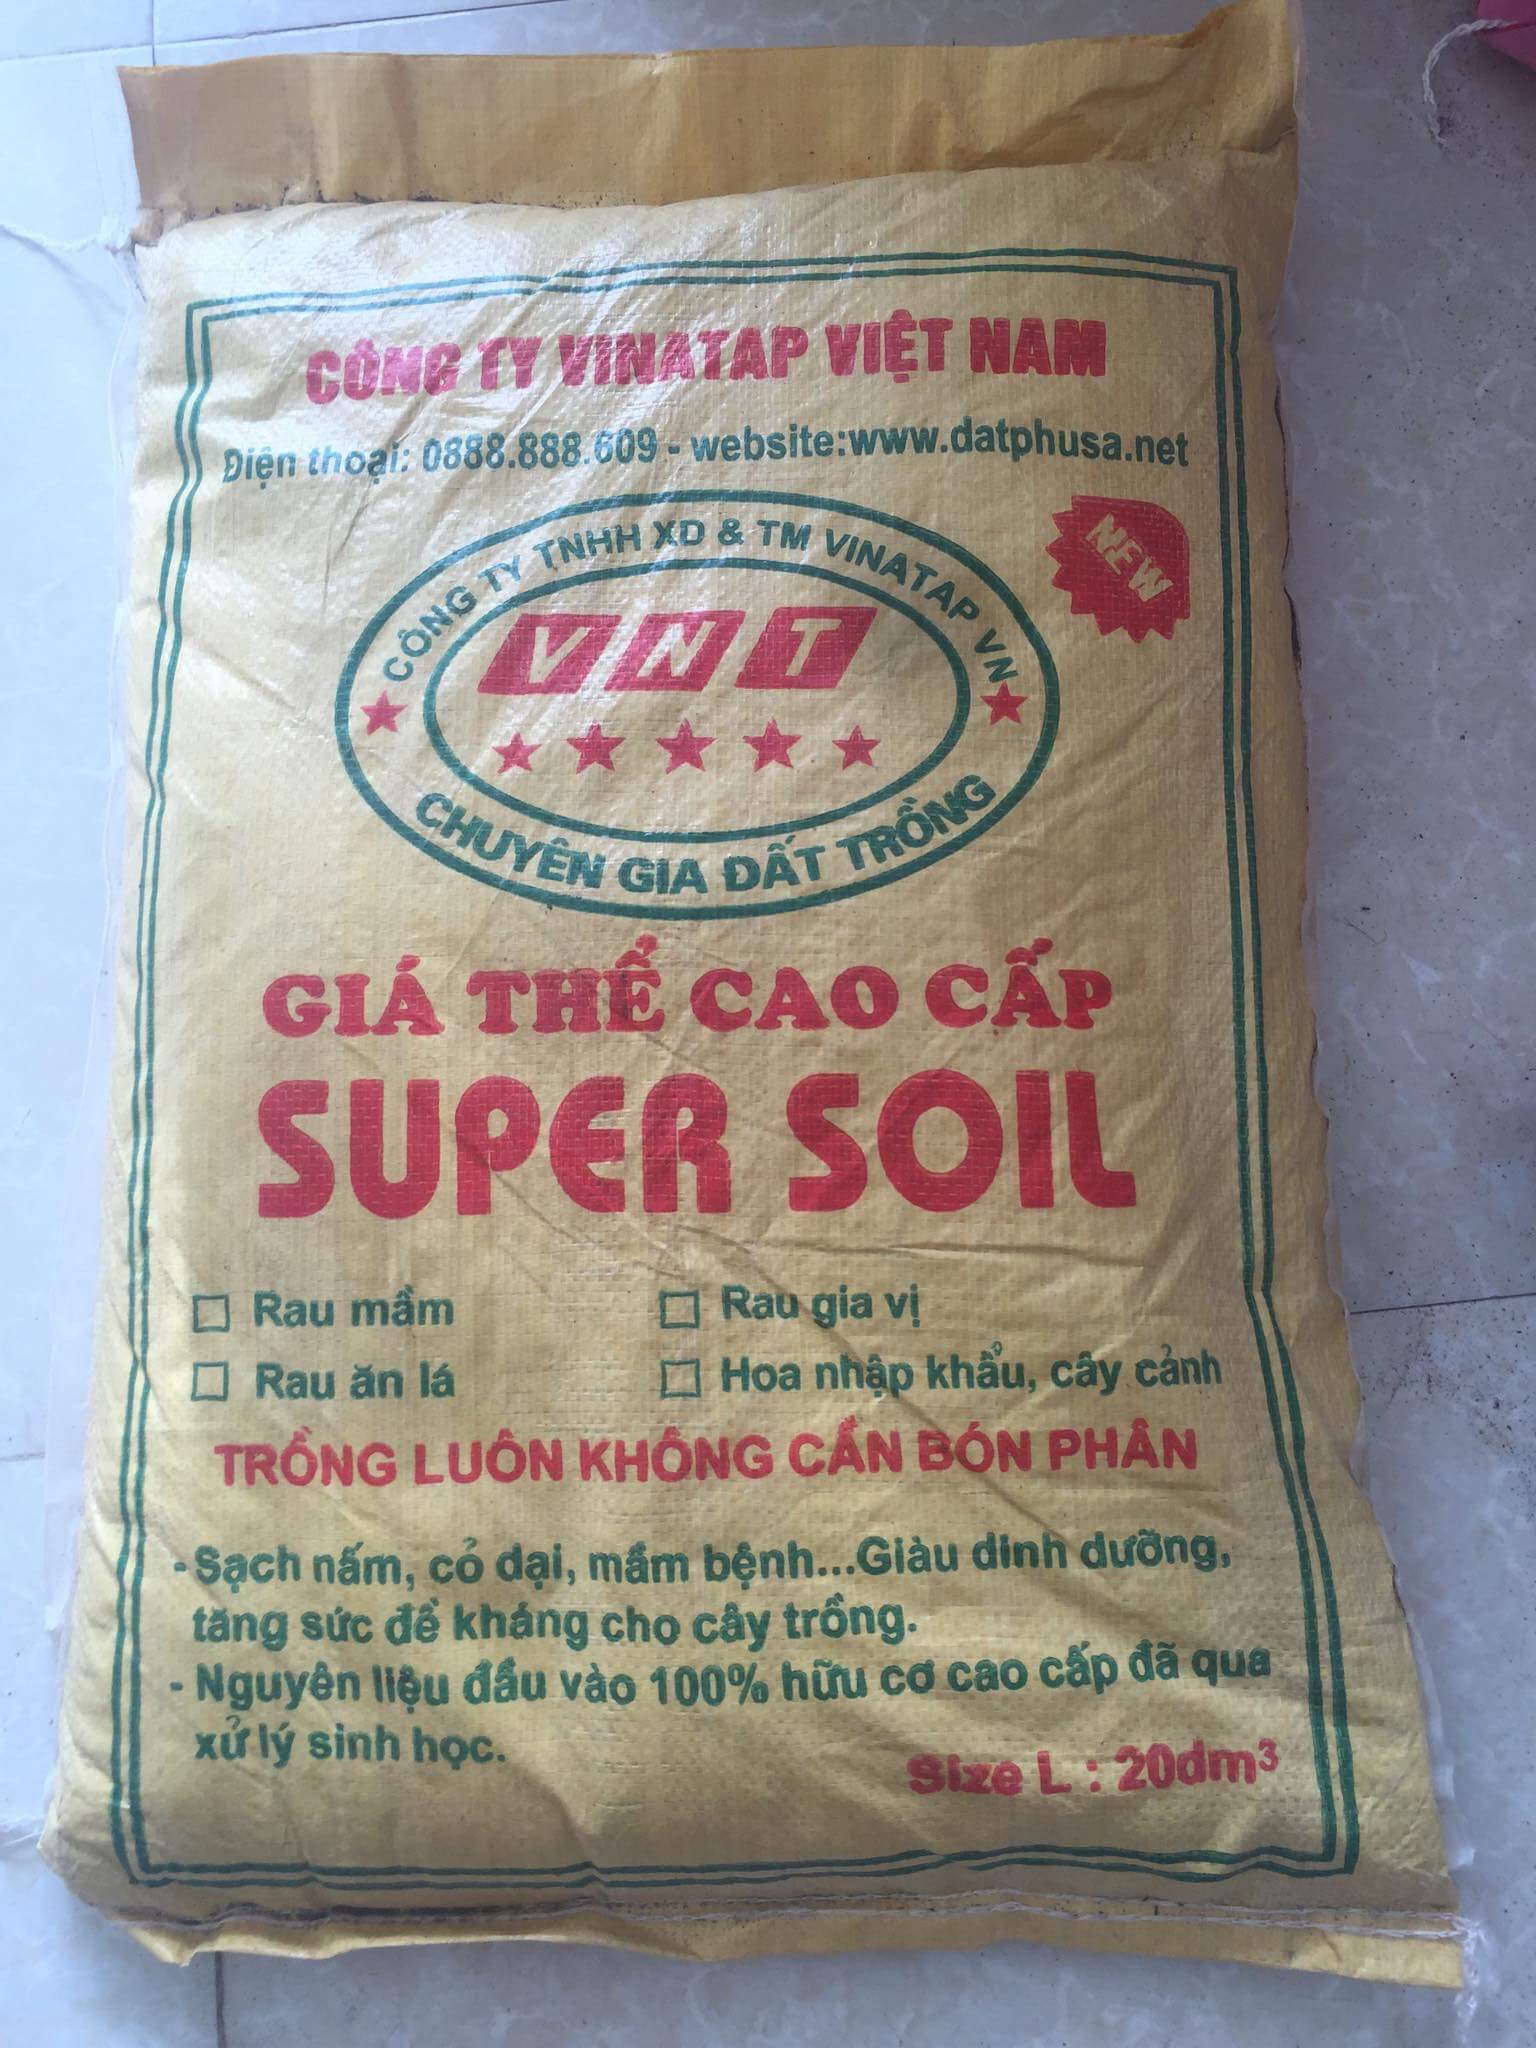 CÔNG TY VINATAP VIỆT NAM
Điện thoại: 0888.888.609 - website:www.datphusa.net
CÔNG TY TNHH XD & TM VINATAP VN
NEW
VNT
CHUYÊN GIA ĐẤT TRỒNG
GIÁ THỂ CAO CẤP
SUPER SOIL
Rau mầm
Rau gia vị
Rau ăn lá
Hoa nhập khẩu, cây cảnh
TRỒNG LUÔN KHÔNG CẦN BÓN PHÂN
- Sạch nấm, cỏ dại, mầm bệnh...Giàu dinh dưỡng,
tăng sức đề kháng cho cây trồng.
- Nguyên liệu đầu vào 100% hữu cơ cao cấp đã qua
xử lý sinh học.
Size L : 20dm³